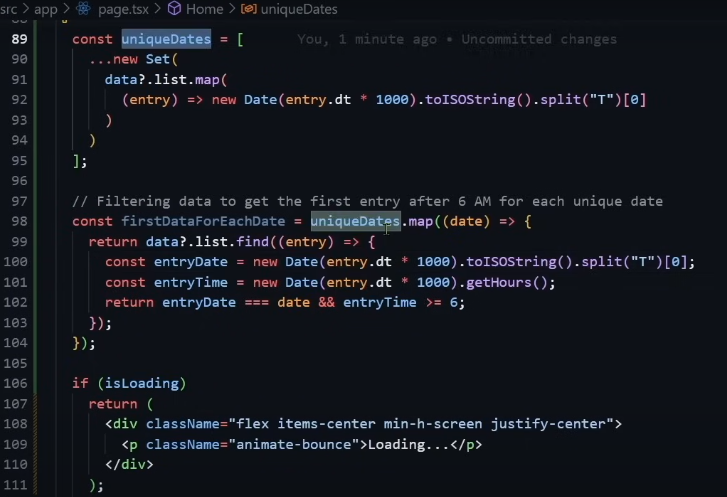 src > app > page.tsx > Home > uniqueDates
89 const uniqueDates = [ You, 1 minute ago • Uncommitted changes
90 ...new Set(
91 data?.list.map(
92 (entry) => new Date(entry.dt * 1000).toISOString().split("T")[0]
93 )
94 )
95 ];
96
97 // Filtering data to get the first entry after 6 AM for each unique date
98 const firstDataForEachDate = uniqueDates.map((date) => {
99 return data?.list.find((entry) => {
100 const entryDate = new Date(entry.dt * 1000).toISOString().split("T")[0];
101 const entryTime = new Date(entry.dt * 1000).getHours();
102 return entryDate === date && entryTime >= 6;
103 });
104 });
105
106 if (isLoading)
107 return (
108 <div className="flex items-center min-h-screen justify-center">
109 <p className="animate-bounce">Loading...</p>
110 </div>
111 );